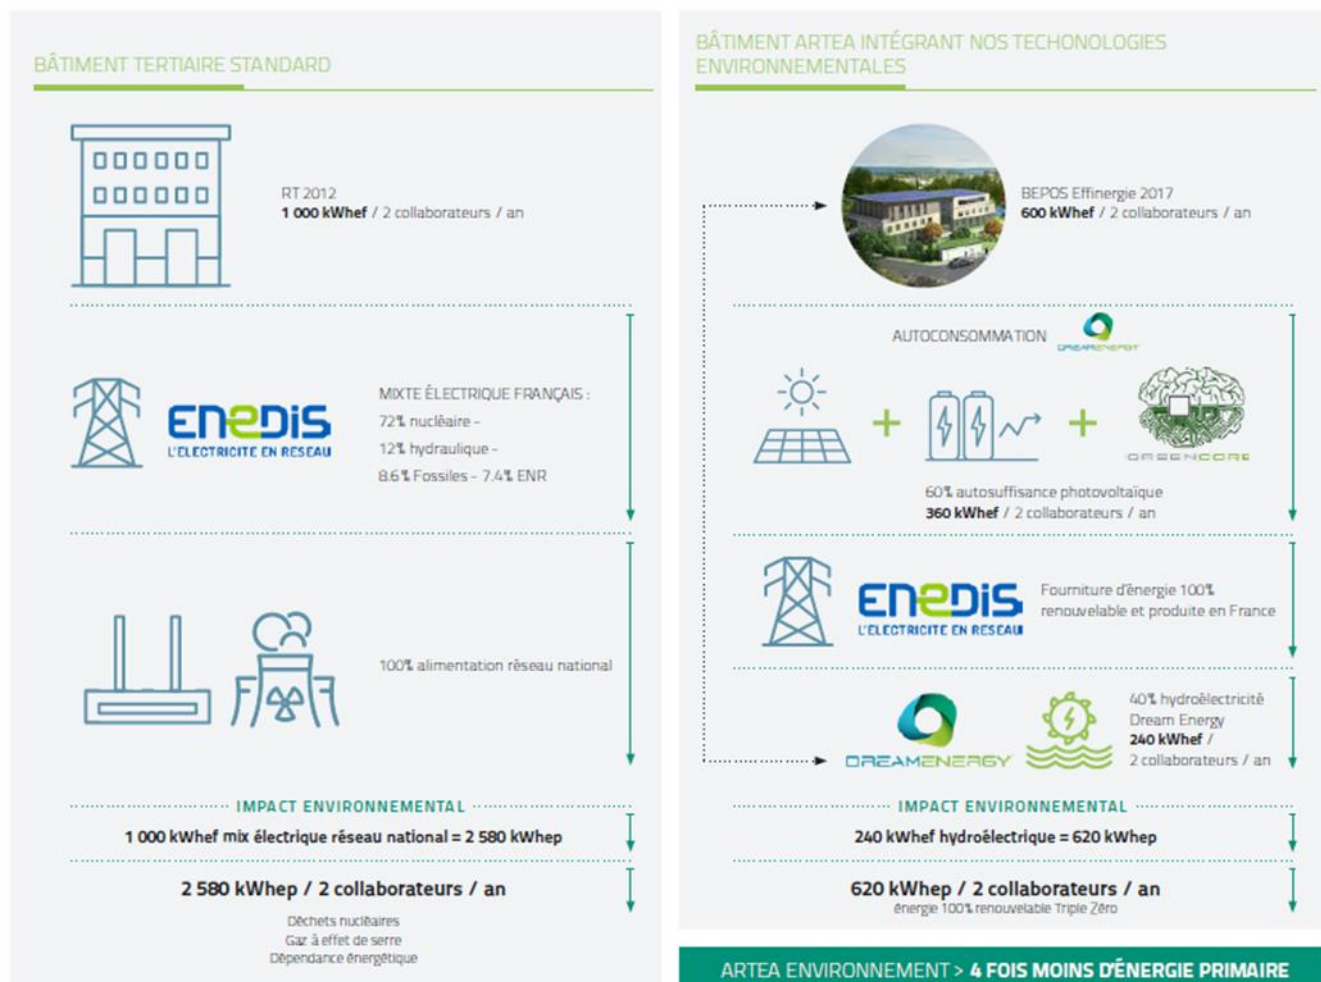 BÂTIMENT TERTIAIRE STANDARD
RT 2012
1 000 kWhef / 2 collaborateurs / an
ENEDIS
L'ELECTRICITE EN RESEAU
MIXTE ÉLECTRIQUE FRANÇAIS :
72% nucléaire –
12% hydraulique –
8.6% Fossiles – 7.4% ENR
100% alimentation réseau national
IMPACT ENVIRONNEMENTAL
1 000 kWhef mix électrique réseau national = 2 580 kWhep
2 580 kWhep / 2 collaborateurs / an
Déchets nucléaires
Gaz à effet de serre
Dépendance énergétique
BÂTIMENT ARTEA INTÉGRANT NOS TECHONOLOGIES
ENVIRONNEMENTALES
BEPOS Effinergie 2017
600 kWhef / 2 collaborateurs / an
AUTOCONSOMMATION
DREAMENERGY
+
+
GREENCORE
60% autosuffisance photovoltaïque
360 kWhef / 2 collaborateurs / an
ENEDIS
L'ELECTRICITE EN RESEAU
Fourniture d'énergie 100%
renouvelable et produite en France
DREAMENERGY
40% hydroélectricité
Dream Energy
240 kWhef /
2 collaborateurs / an
IMPACT ENVIRONNEMENTAL
240 kWhef hydroélectrique = 620 kWhep
620 kWhep / 2 collaborateurs / an
énergie 100% renouvelable Triple Zéro
ARTEA ENVIRONNEMENT > 4 FOIS MOINS D'ÉNERGIE PRIMAIRE